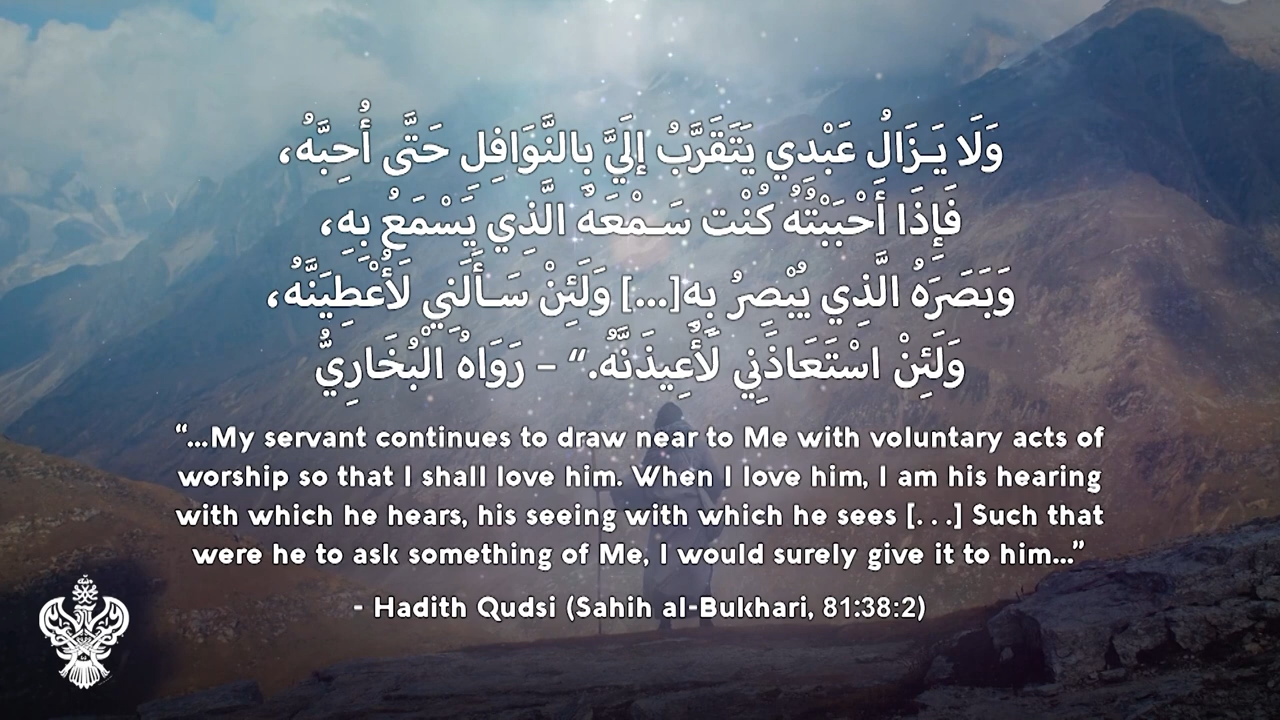 وَلَا يَـزَالُ عَبْدِي يَتَقَرَّبُ إِلَيَّ بِالنَّوَافِلِ حَتَّى أُحِبَّهُ،
فَإِذَا أَحْبَبْتُهُ كُنْت سَـمْعَهُ الَّذِي يَسْمَعُ بِهِ،
وَبَصَرَهُ الَّذِي يُبْصِرُ بِهِ[...] وَلَئِنْ سَـأَلَنِي لَأُعْطِيَنَّهُ،
وَلَئِنْ اسْتَعَاذَنِي لَأُعِيذَنَّهُ.“ – رَوَاهُ الْبُخَارِيُّ
“...My servant continues to draw near to Me with voluntary acts of
worship so that I shall love him. When I love him, I am his hearing
with which he hears, his seeing with which he sees [...] Such that
were he to ask something of Me, I would surely give it to him...”
- Hadith Qudsi (Sahih al-Bukhari, 81:38:2)